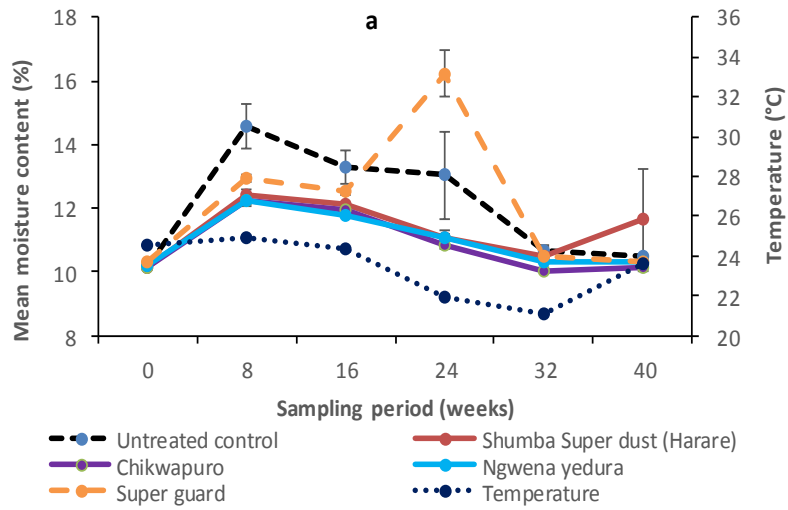 a
Mean moisture content (%)
18
16
14
12
10
8
36
34
32
30
28
26
24
22
20
Temperature (°C)
0 8 16 24 32 40
Sampling period (weeks)
Untreated control Shumba Super dust (Harare)
Chikwapuro Ngwena yedura
Super guard Temperature